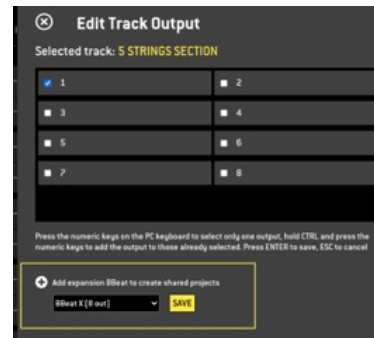 Edit Track Output
Selected track: 5 STRINGS SECTION
1
2
3
4
5
6
7
8
Press the numeric keys on the PC keyboard to select only one output, hold CTRL and press the
numeric keys to add the output to those already selected. Press ENTER to save, ESC to cancel
Add expansion BBeat to create shared projects
BBeat X [8 out]
SAVE